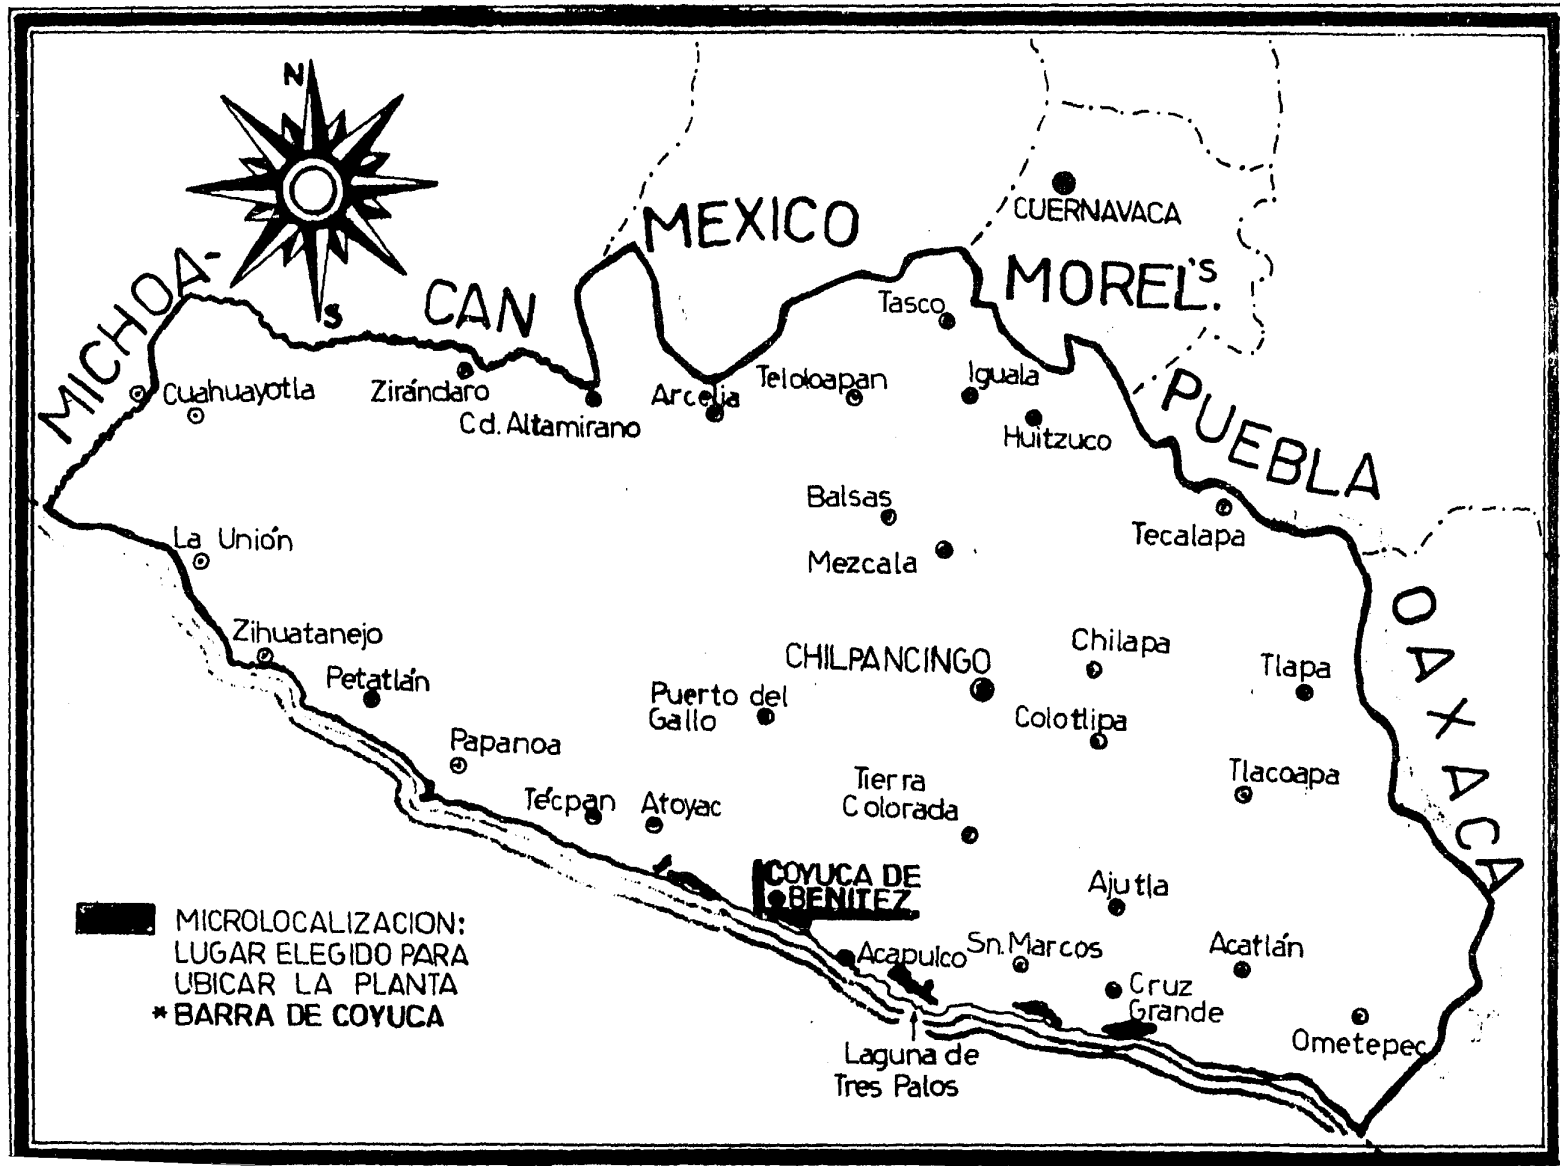 N
S
MICHOA-
CAN
MEXICO
CUERNAVACA
MOREL'S.
PUEBLA
OAXACA
Tasco
Cuahuayotla
Zirándaro
Cd. Altamirano
Arcelia
Teloloapan
Iguala
Huitzuco
Balsas
Mezcala
Tecalapa
La Unión
Zihuatanejo
Petatlán
Papanoa
Puerto del
Gallo
CHILPANCINGO
Chilapa
Colotlipa
Tlapa
Tlacoapa
Técpan
Atoyac
Tierra
Colorada
COYUCA DE
BENITEZ
Ajutla
Acapulco
Sn. Marcos
Acatlán
Cruz
Grande
Ometepec
Laguna de
Tres Palos
MICROLOCALIZACION:
LUGAR ELEGIDO PARA
UBICAR LA PLANTA
* BARRA DE COYUCA